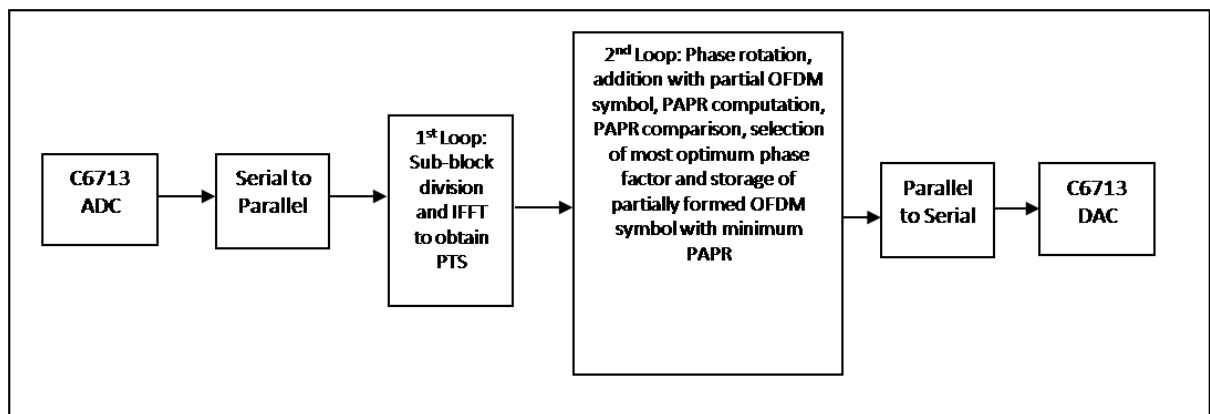 C6713
ADC
Serial to
Parallel
1st Loop:
Sub-block
division
and IFFT
to obtain
PTS
2nd Loop: Phase rotation,
addition with partial OFDM
symbol, PAPR computation,
PAPR comparison, selection
of most optimum phase
factor and storage of
partially formed OFDM
symbol with minimum
PAPR
Parallel
to Serial
C6713
DAC